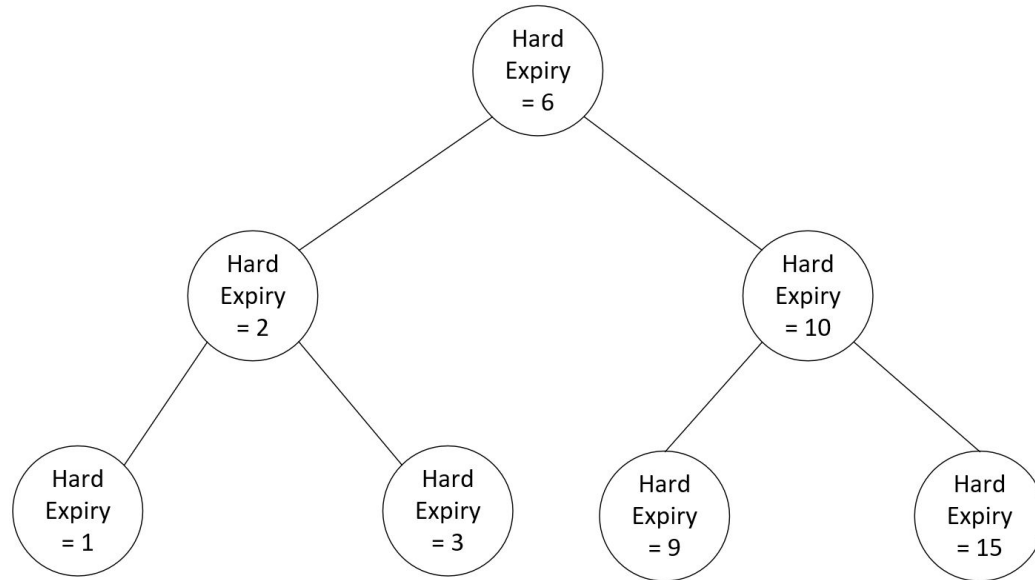 Hard
Expiry
= 6
Hard
Expiry
= 2
Hard
Expiry
= 10
Hard
Expiry
= 1
Hard
Expiry
= 3
Hard
Expiry
= 9
Hard
Expiry
= 15